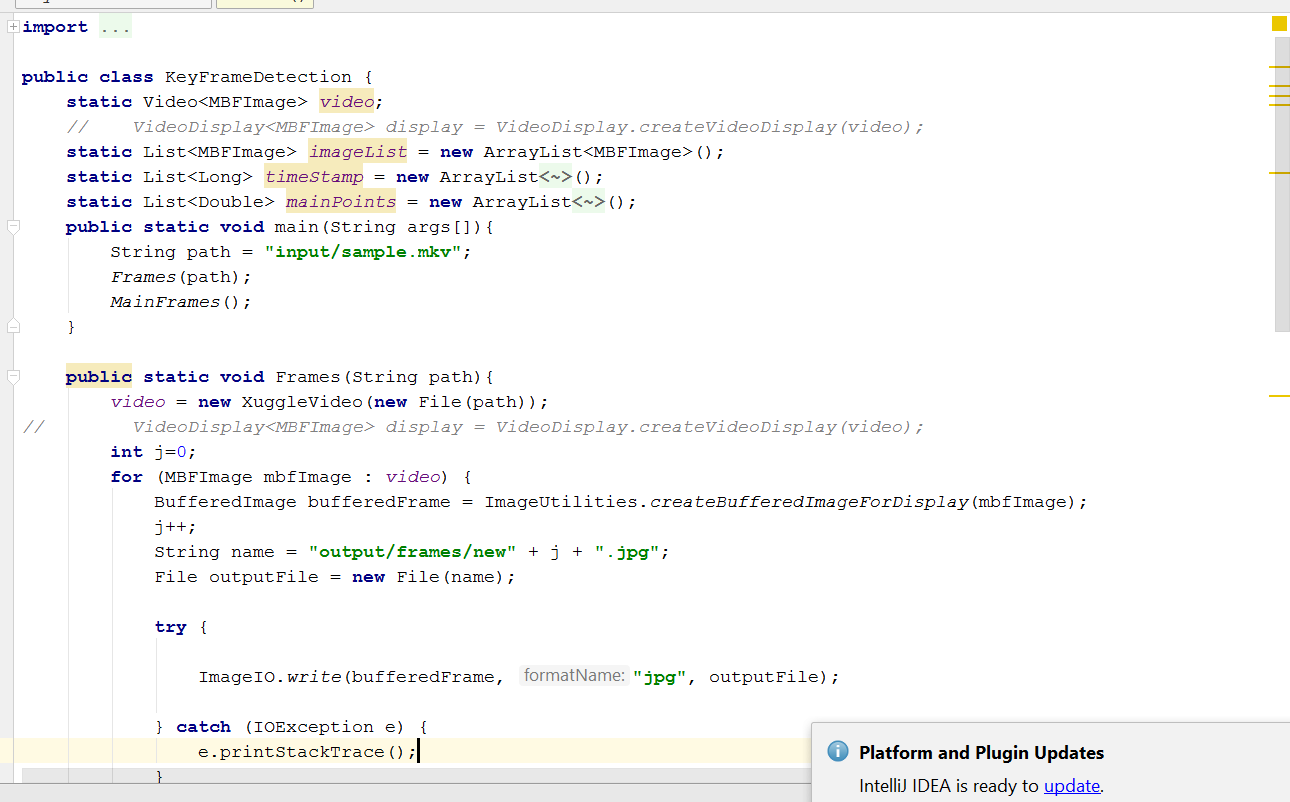 import ...
public class KeyFrameDetection {
    static Video<MBFImage> video;
    //    VideoDisplay<MBFImage> display = VideoDisplay.createVideoDisplay(video);
    static List<MBFImage> imageList = new ArrayList<MBFImage>();
    static List<Long> timeStamp = new ArrayList<~>();
    static List<Double> mainPoints = new ArrayList<~>();
    public static void main(String args[]){
        String path = "input/sample.mkv";
        Frames(path);
        MainFrames();
    }
    public static void Frames(String path){
        video = new XuggleVideo(new File(path));
//        VideoDisplay<MBFImage> display = VideoDisplay.createVideoDisplay(video);
        int j=0;
        for (MBFImage mbfImage : video) {
            BufferedImage bufferedFrame = ImageUtilities.createBufferedImageForDisplay(mbfImage);
            j++;
            String name = "output/frames/new" + j + ".jpg";
            File outputFile = new File(name);
            try {
                ImageIO.write(bufferedFrame, formatName: "jpg", outputFile);
            } catch (IOException e) {
                e.printStackTrace();
            }
Platform and Plugin Updates
IntelliJ IDEA is ready to update.